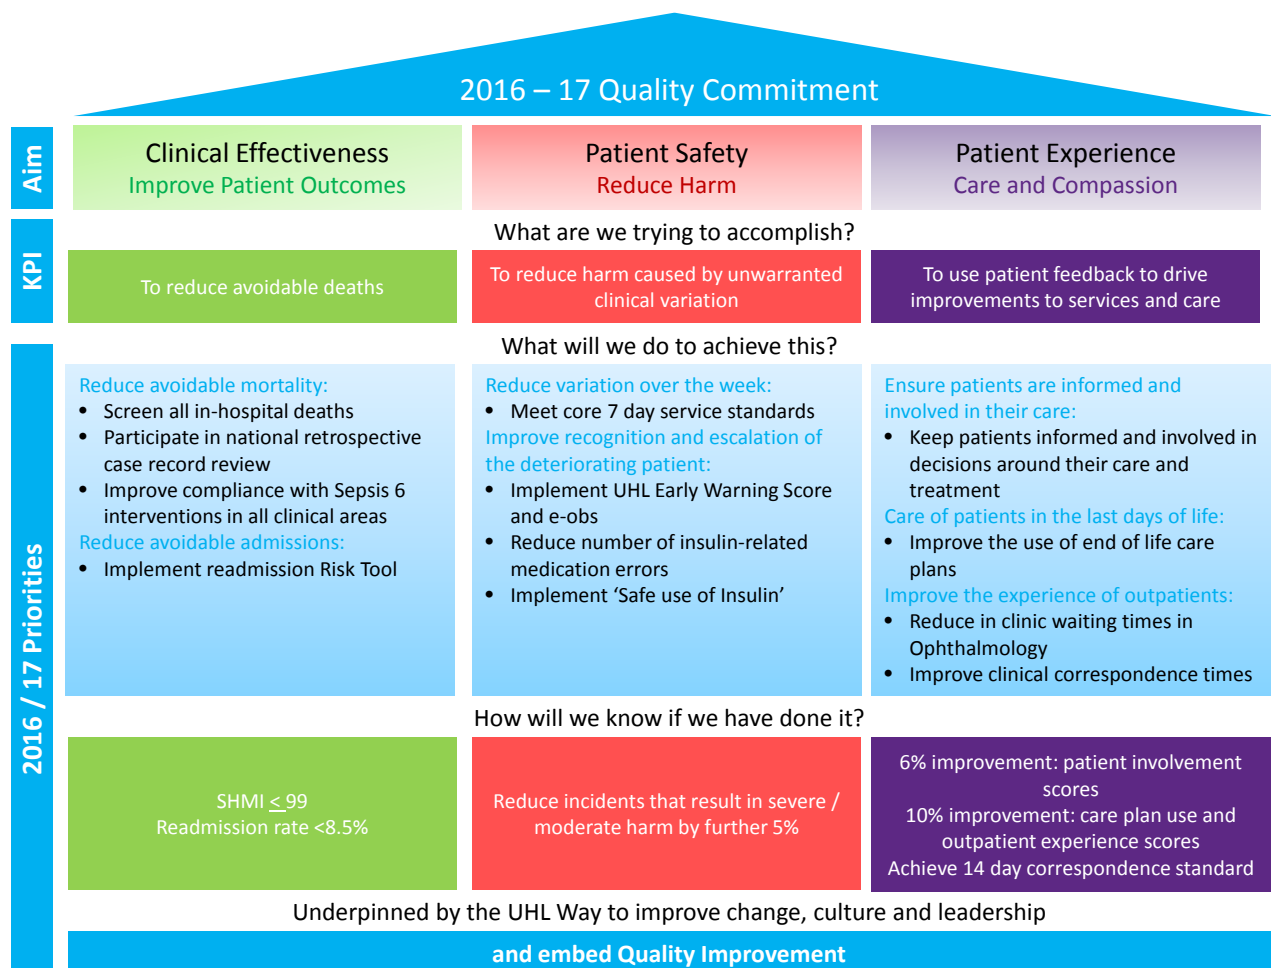 2016 – 17 Quality Commitment
Aim
Clinical Effectiveness
Improve Patient Outcomes
Patient Safety
Reduce Harm
Patient Experience
Care and Compassion
KPI
What are we trying to accomplish?
To reduce avoidable deaths
To reduce harm caused by unwarranted
clinical variation
To use patient feedback to drive
improvements to services and care
2016 / 17 Priorities
What will we do to achieve this?
Reduce avoidable mortality:
• Screen all in-hospital deaths
• Participate in national retrospective
case record review
• Improve compliance with Sepsis 6
interventions in all clinical areas
Reduce avoidable admissions:
• Implement readmission Risk Tool
Reduce variation over the week:
• Meet core 7 day service standards
Improve recognition and escalation of
the deteriorating patient:
• Implement UHL Early Warning Score
and e-obs
• Reduce number of insulin-related
medication errors
• Implement ‘Safe use of Insulin’
Ensure patients are informed and
involved in their care:
• Keep patients informed and involved in
decisions around their care and
treatment
Care of patients in the last days of life:
• Improve the use of end of life care
plans
Improve the experience of outpatients:
• Reduce in clinic waiting times in
Ophthalmology
• Improve clinical correspondence times
How will we know if we have done it?
SHMI < 99
Readmission rate <8.5%
Reduce incidents that result in severe /
moderate harm by further 5%
6% improvement: patient involvement
scores
10% improvement: care plan use and
outpatient experience scores
Achieve 14 day correspondence standard
Underpinned by the UHL Way to improve change, culture and leadership
and embed Quality Improvement